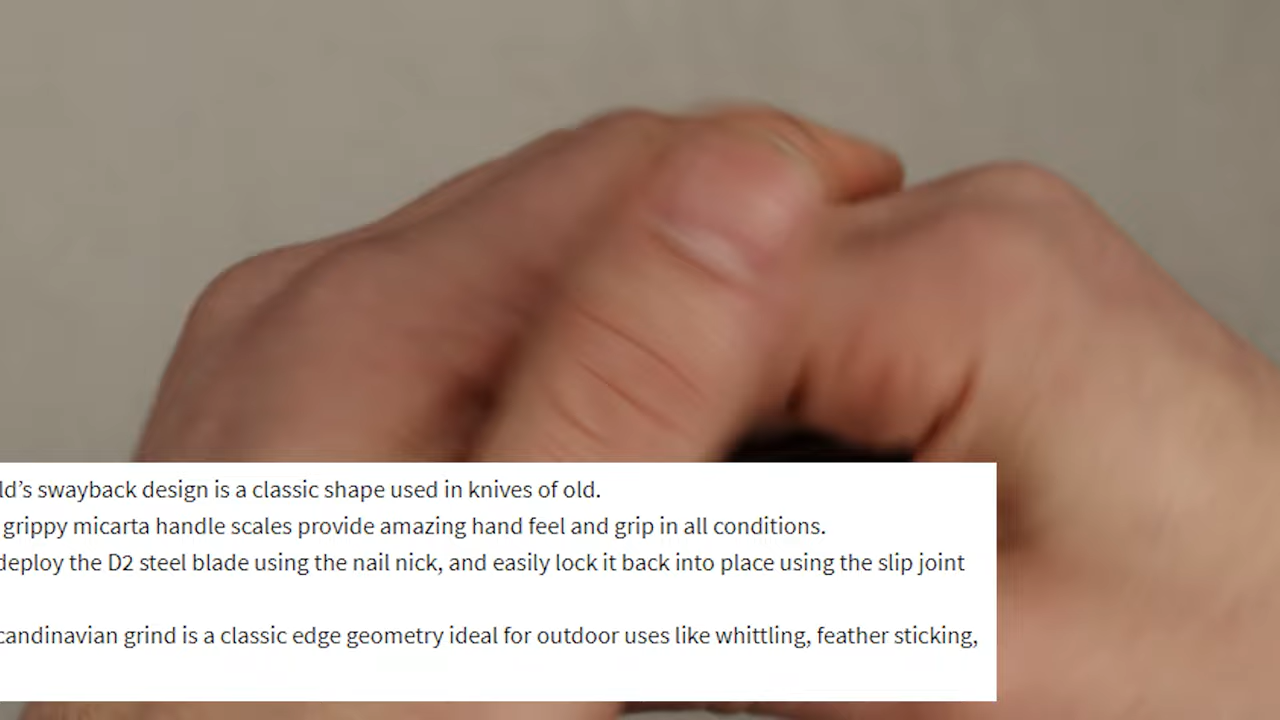 ld’s swayback design is a classic shape used in knives of old.
grippy micarta handle scales provide amazing hand feel and grip in all conditions.
deploy the D2 steel blade using the nail nick, and easily lock it back into place using the slip joint
candinavian grind is a classic edge geometry ideal for outdoor uses like whittling, feather sticking,